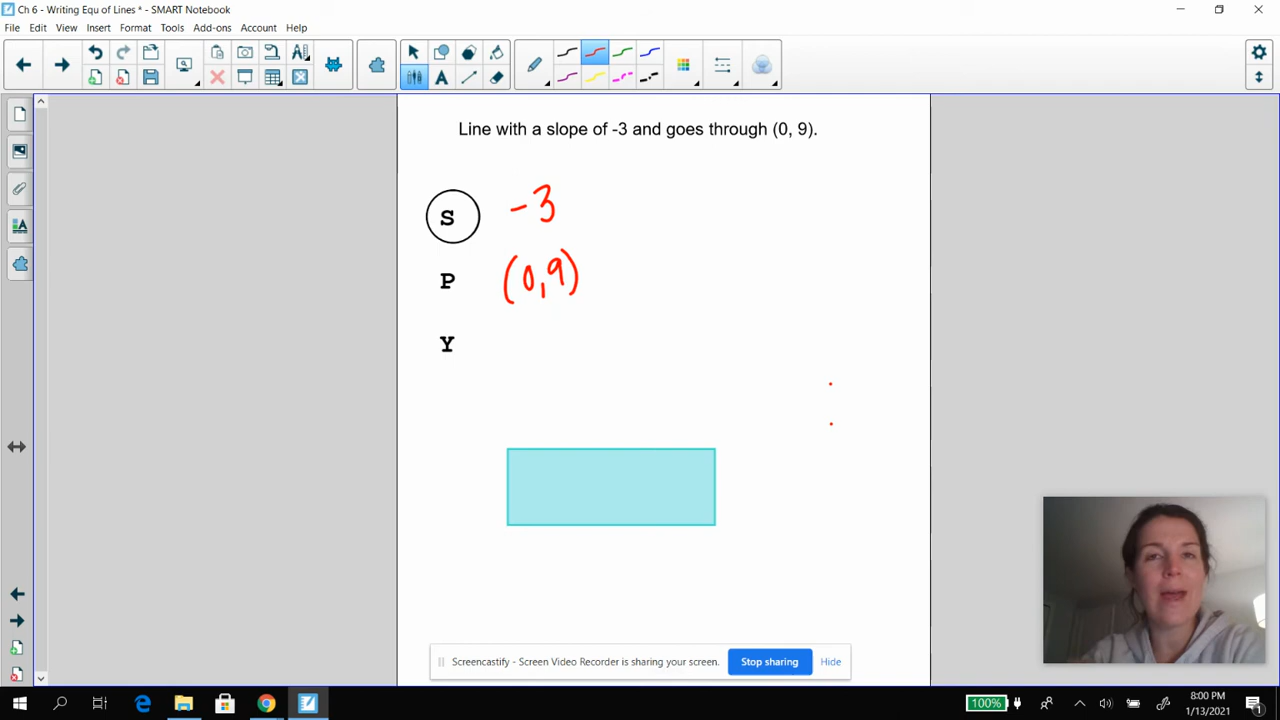 Ch 6 - Writing Equ of Lines * - SMART Notebook
File Edit View Insert Format Tools Add-ons Account Help
Line with a slope of -3 and goes through (0, 9).
S -3
P (0,9)
Y
Screencastify - Screen Video Recorder is sharing your screen. Stop sharing Hide
100%
8:00 PM
1/13/2021
1